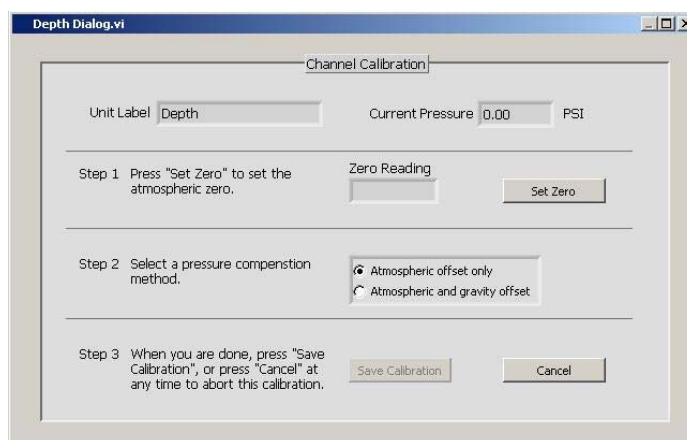 Depth Dialog.vi
Channel Calibration
Unit Label Depth Current Pressure 0.00 PSI
Step 1 Press "Set Zero" to set the
atmospheric zero.
Zero Reading
Set Zero
Step 2 Select a pressure compenstion
method.
Atmospheric offset only
Atmospheric and gravity offset
Step 3 When you are done, press "Save
Calibration", or press "Cancel" at
any time to abort this calibration.
Save Calibration
Cancel